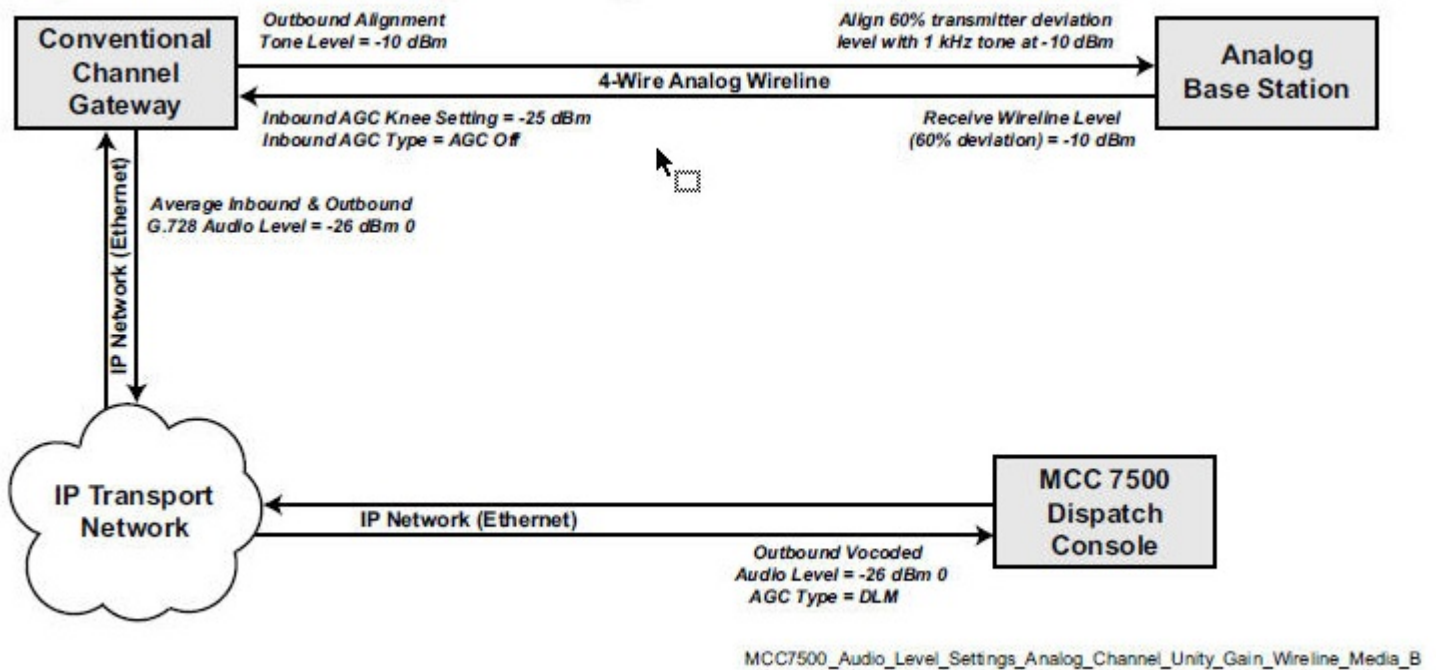 Conventional
Channel
Gateway
Outbound Alignment
Tone Level = -10 dBm
Align 60% transmitter deviation
level with 1 kHz tone at -10 dBm
Analog
Base Station
4-Wire Analog Wireline
Inbound AGC Knee Setting = -25 dBm
Inbound AGC Type = AGC Off
Receive Wireline Level
(60% deviation) = -10 dBm
IP Network (Ethernet)
Average Inbound & Outbound
G.728 Audio Level = -26 dBm 0
IP Transport
Network
IP Network (Ethernet)
MCC 7500
Dispatch
Console
Outbound Vocoded
Audio Level = -26 dBm 0
AGC Type = DLM
MCC7500_Audio_Level_Settings_Analog_Channel_Unity_Gain_Wireline_Media_B